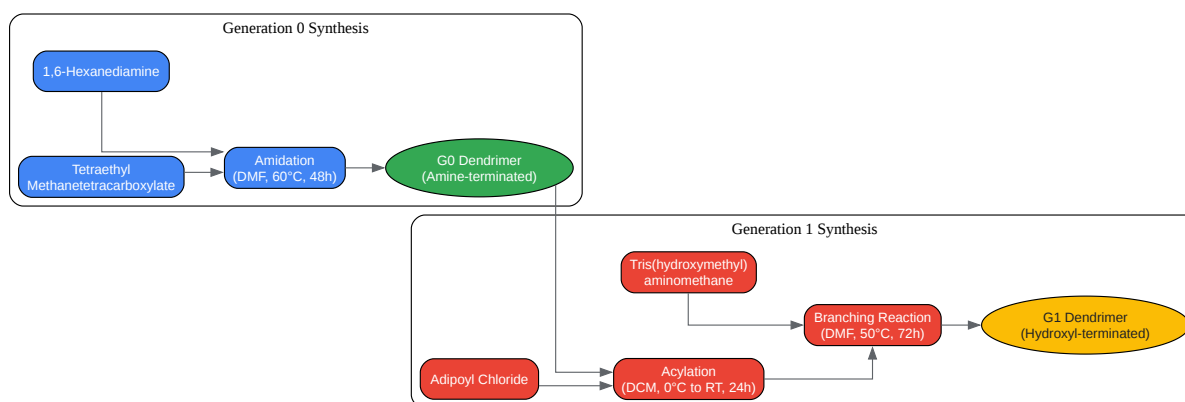 Generation 0 Synthesis
1,6-Hexanediamine
Tetraethyl
Methanetetracarboxylate
Amidation
(DMF, 60°C, 48h)
G0 Dendrimer
(Amine-terminated)
Generation 1 Synthesis
Tris(hydroxymethyl)
aminomethane
Branching Reaction
(DMF, 50°C, 72h)
G1 Dendrimer
(Hydroxyl-terminated)
Adipoyl Chloride
Acylation
(DCM, 0°C to RT, 24h)